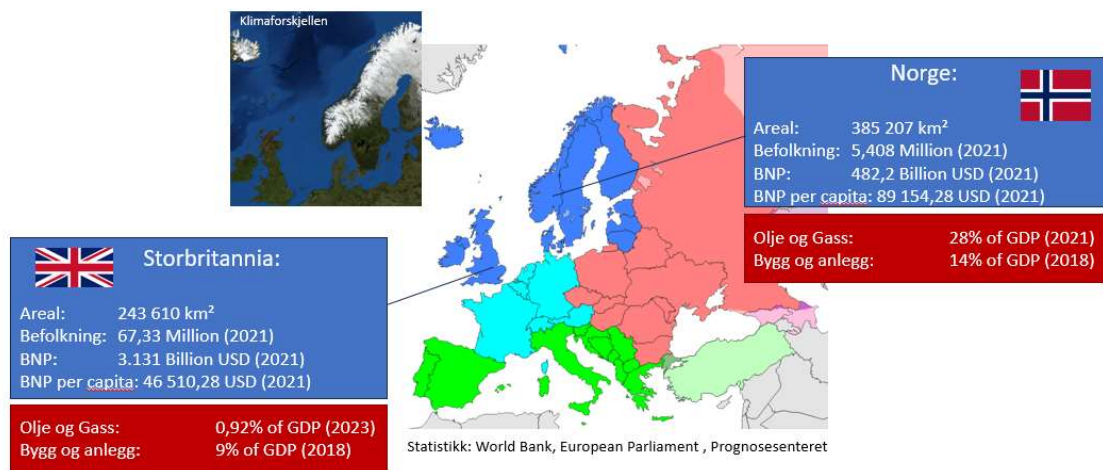 Klimaforskjellen
Norge:
Areal: 385 207 km²
Befolkning: 5,408 Million (2021)
BNP: 482,2 Billion USD (2021)
BNP per capita: 89 154,28 USD (2021)
Olje og Gass: 28% of GDP (2021)
Bygg og anlegg: 14% of GDP (2018)
Storbritannia:
Areal: 243 610 km²
Befolkning: 67,33 Million (2021)
BNP: 3.131 Billion USD (2021)
BNP per capita: 46 510,28 USD (2021)
Olje og Gass: 0,92% of GDP (2023)
Bygg og anlegg: 9% of GDP (2018)
Statistikk: World Bank, European Parliament , Prognosesenteret